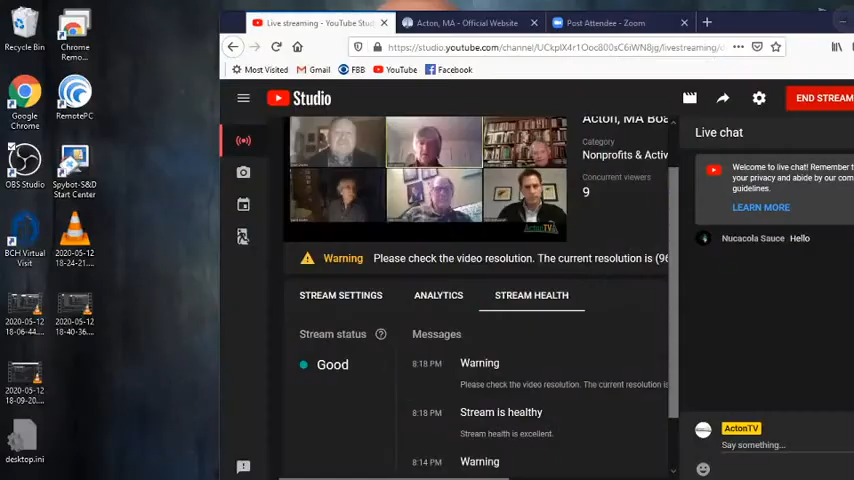 Recycle Bin
Chrome
Remo...
Google
Chrome
RemotePC
OBS Studio
Spybot-S&D
Start Center
BCH Virtual
Visit
2020-05-12
18-24-21....
2020-05-12
18-06-44....
2020-05-12
18-40-36....
2020-05-12
18-09-20....
desktop.ini
Live streaming - YouTube Stud
Acton, MA - Official Website
Post Attendee - Zoom
https://studio.youtube.com/channel/UCkpIX4r1Ooc800sC6iWN8jg/livestreaming/
Most Visited
Gmail
FBB
YouTube
Facebook
Studio
END STREAM
Acton, MA Boa
Category
Nonprofits & Activ
Concurrent viewers
9
ActonTV
Warning Please check the video resolution. The current resolution is (96
STREAM SETTINGS ANALYTICS STREAM HEALTH
Stream status
Good
Messages
8:18 PM Warning
Please check the video resolution. The current resolution is
8:18 PM Stream is healthy
Stream health is excellent.
8:14 PM Warning
Live chat
Welcome to live chat! Remember t
your privacy and abide by our com
guidelines.
LEARN MORE
Nucacola Sauce Hello
ActonTV
Say something...